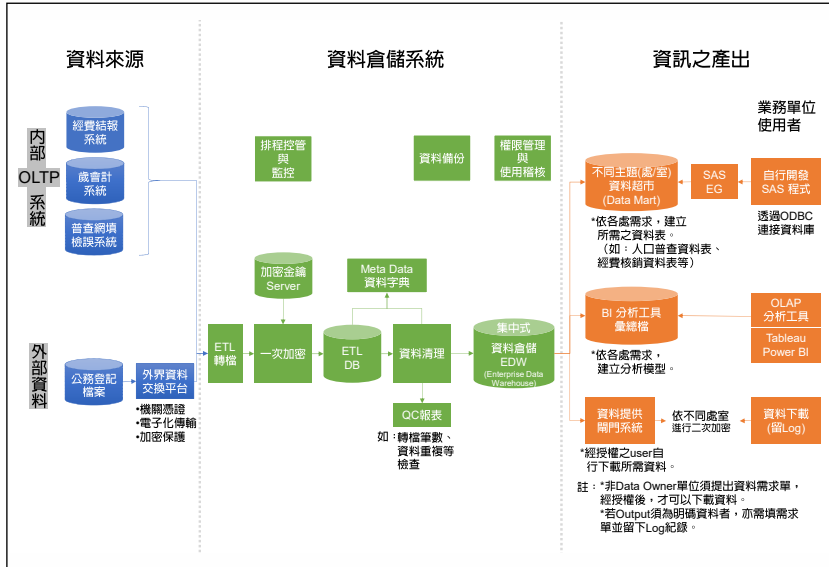 資料來源
資料倉儲系統
資訊之產出
內部
OLTP
系統
經費結報
系統
歲會計
系統
普查網填
檢誤系統
外部資料
公務登記
檔案
外界資料
交換平台
•機關憑證
•電子化傳輸
•加密保護
排程控管
與
監控
資料備份
權限管理
與
使用稽核
加密金鑰
Server
Meta Data
資料字典
ETL
轉檔
一次加密
ETL
DB
資料清理
集中式
資料倉儲
EDW
(Enterprise Data
Warehouse)
QC報表
如：轉檔筆數、
資料重複等
檢查
業務單位
使用者
不同主題(處/室)
資料超市
(Data Mart)
SAS
EG
自行開發
SAS 程式
透過ODBC
連接資料庫
*依各處需求，建立
所需之資料表。
（如：人口普查資料表、
經費核銷資料表等）
BI 分析工具
彙總檔
OLAP
分析工具
Tableau
Power BI
*依各處需求，
建立分析模型。
資料提供
閘門系統
依不同處室
進行二次加密
資料下載
(留Log)
*經授權之user自
行下載所需資料。
註：*非Data Owner單位須提出資料需求單，
經授權後，才可以下載資料。
*若Output須為明碼資料者，亦需填需求
單並留下Log紀錄。